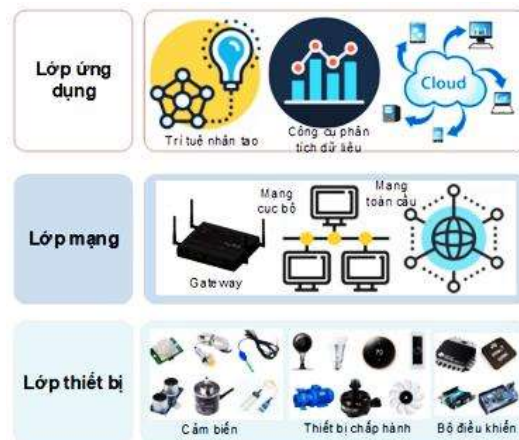 Lớp ứng
dụng
Trí tuệ nhân tạo
Công cụ phân
tích dữ liệu
Cloud
Lớp mạng
Gateway
Mạng
cục bộ
Mạng
toàn cầu
Lớp thiết bị
Cảm biến
Thiết bị chấp hành
Bộ điều khiển